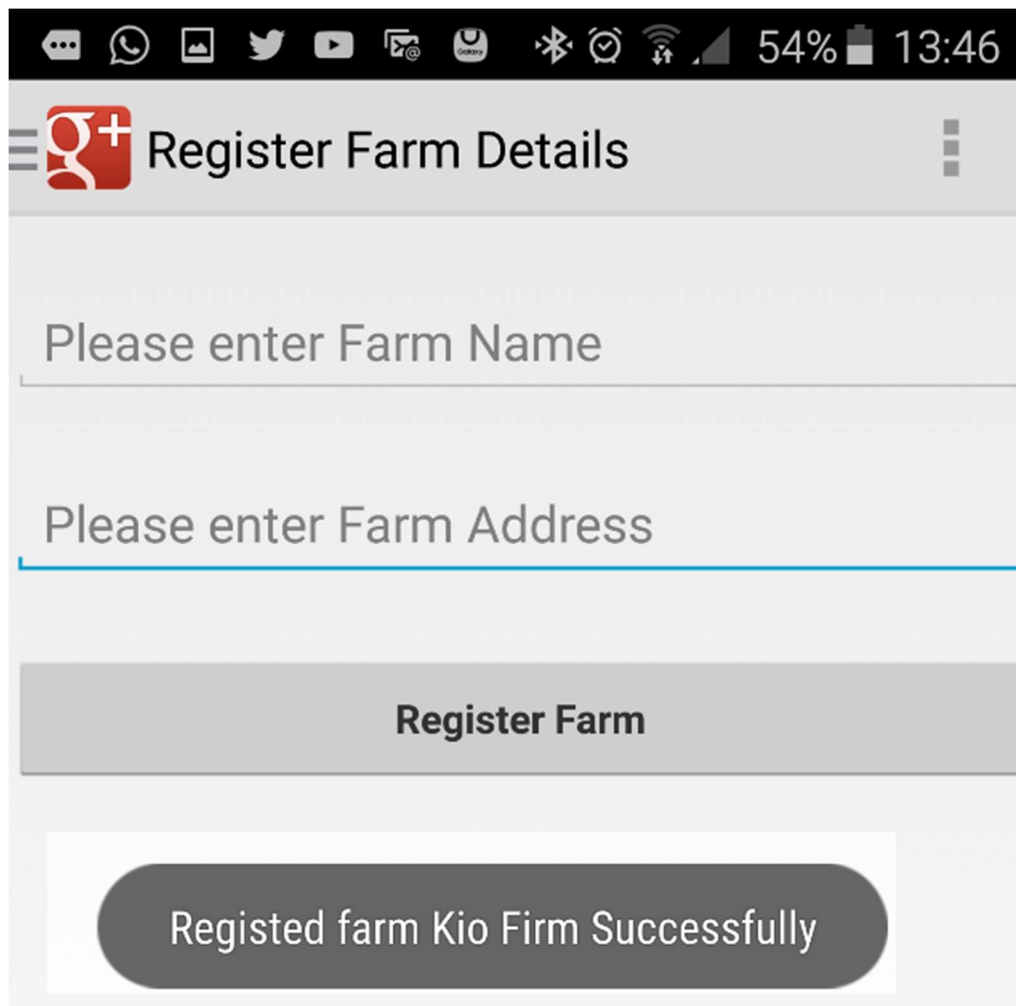 54% 13:46
g+ Register Farm Details
Please enter Farm Name
Please enter Farm Address
Register Farm
Registed farm Kio Firm Successfully